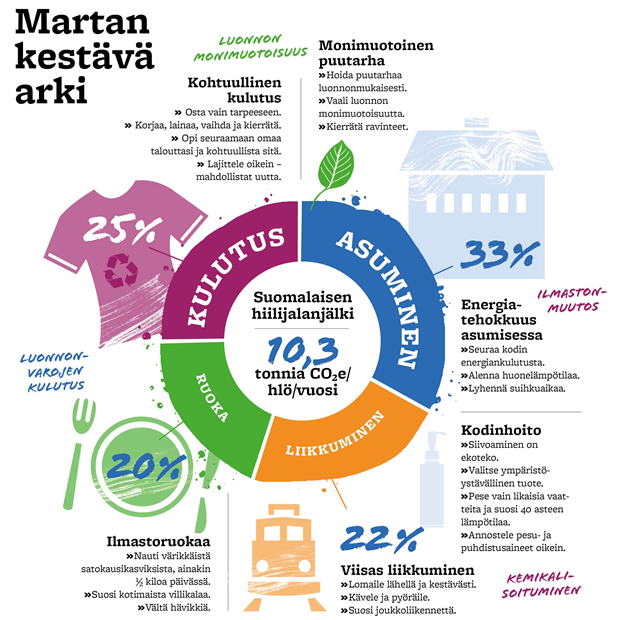 Martan
kestävä
arki
LUONNON
MONIMUOTOISUUS
Kohtuullinen
kulutus
» Osta vain tarpeeseen.
» Korjaa, lainaa, vaihda ja kierrätä.
» Opi seuraamaan omaa
talouttasi ja kohtuullista sitä.
» Lajittele oikein –
mahdollistat uutta.
Monimuotoinen
puutarha
»Hoida puutarhaa
luonnonmukaisesti.
»Vaali luonnon
monimuotoisuutta.
»Kierrätä ravinteet.
25%
KULUTUS
ASUMINEN
33%
Suomalaisen
hiilijalanjälki
10,3
tonnia CO₂e/
hlö/vuosi
RUOKA
LIIKKUMINEN
ILMASTON-
MUUTOS
Energia-
tehokkuus
asumisessa
»Seuraa kodin
energiankulutusta.
»Alenna huonelämpötilaa.
»Lyhennä suihkuaikaa.
LUONNON-
VAROJEN
KULUTUS
Kodinhoito
»Siivoaminen on
ekoteko.
»Valitse ympäristö-
ystävällinen tuote.
»Pese vain likaisia vaat-
teita ja suosi 40 asteen
lämpötilaa.
»Annostele pesu- ja
puhdistusaineet oikein.
20%
Ilmastoruokaa
»Nauti värikkäistä
satokausikasviksista, ainakin
½ kiloa päivässä.
»Suosi kotimaista villikalaa.
»Vältä hävikkiä.
22%
Viisas liikkuminen
»Lomaile lähellä ja kestävästi.
»Kävele ja pyöräile.
»Suosi joukkoliikennettä.
KEMIKALI-
SOITUMINEN